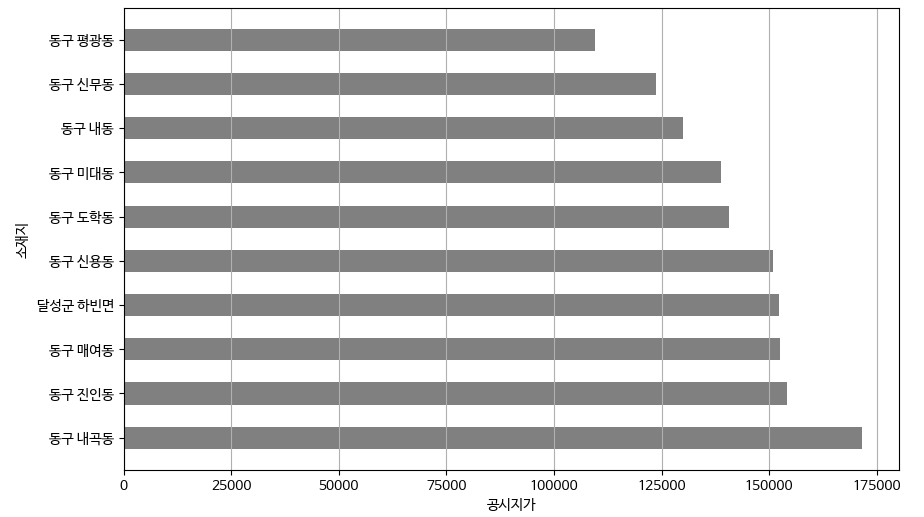 동구 평광동
동구 신무동
동구 내동
동구 미대동
동구 도학동
동구 신용동
달성군 하빈면
동구 매여동
동구 진인동
동구 내곡동
소재지
0 25000 50000 75000 100000 125000 150000 175000
공시지가